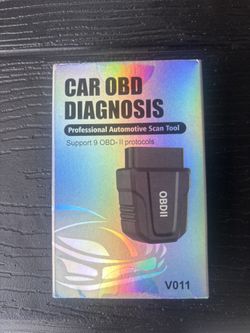 CAR OBD
DIAGNOSIS
Professional Automotive Scan Tool
Support 9 OBD- II protocols
OBDII
V011